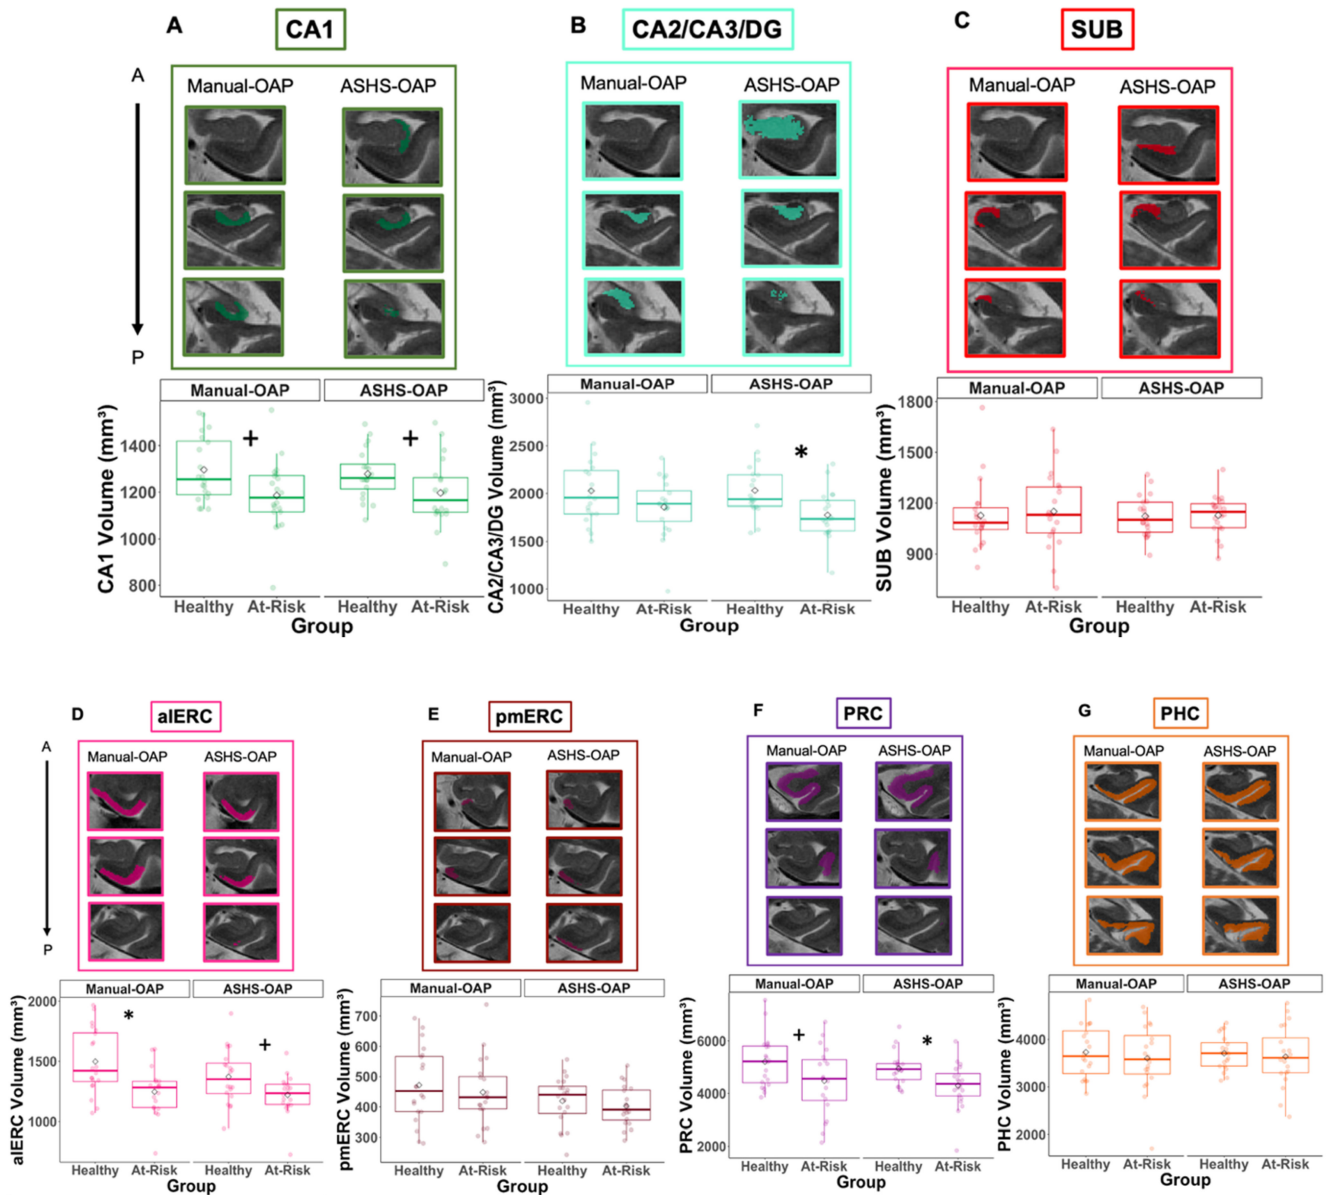 A CA1
B CA2/CA3/DG
C SUB
A
P
Manual-OAP ASHS-OAP
Manual-OAP ASHS-OAP
Manual-OAP ASHS-OAP
Manual-OAP ASHS-OAP
CA1 Volume (mm³)
1400
1200
1000
800
+ +
Healthy At-Risk Healthy At-Risk
Group
Manual-OAP ASHS-OAP
CA2/CA3/DG Volume (mm³)
3000
2500
2000
1500
1000
*
Healthy At-Risk Healthy At-Risk
Group
Manual-OAP ASHS-OAP
SUB Volume (mm³)
1800
1200
900
Healthy At-Risk Healthy At-Risk
Group
D alERC
E pmERC
F PRC
G PHC
A
P
Manual-OAP ASHS-OAP
Manual-OAP ASHS-OAP
Manual-OAP ASHS-OAP
Manual-OAP ASHS-OAP
Manual-OAP ASHS-OAP
alERC Volume (mm³)
2000
1500
1000
* +
Healthy At-Risk Healthy At-Risk
Group
Manual-OAP ASHS-OAP
pmERC Volume (mm³)
700
600
500
400
300
Healthy At-Risk Healthy At-Risk
Group
Manual-OAP ASHS-OAP
PRC Volume (mm³)
6000
4000
2000
+ *
Healthy At-Risk Healthy At-Risk
Group
Manual-OAP ASHS-OAP
PHC Volume (mm³)
4000
3000
2000
Healthy At-Risk Healthy At-Risk
Group